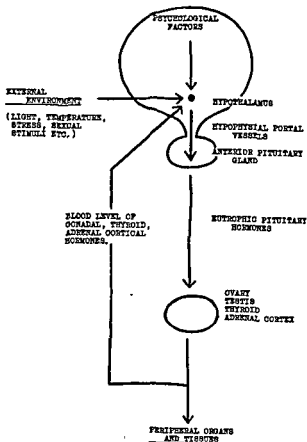 PSYCHOLOGICAL
FACTORS
EXTERNAL
ENVIRONMENT
(LIGHT, TEMPERATURE,
STRESS, SEXUAL
STIMULI ETC.)
HYPOTHALAMUS
HYPOPHYSIAL PORTAL
VESSELS
ANTERIOR PITUITARY
GLAND
BLOOD LEVEL OF
GONADAL, THYROID,
ADRENAL CORTICAL
HORMONES.
EUTROPHIC PITUITARY
HORMONES
OVARY
TESTIS
THYROID
ADRENAL CORTEX
PERIPHERAL ORGANS
AND TISSUES